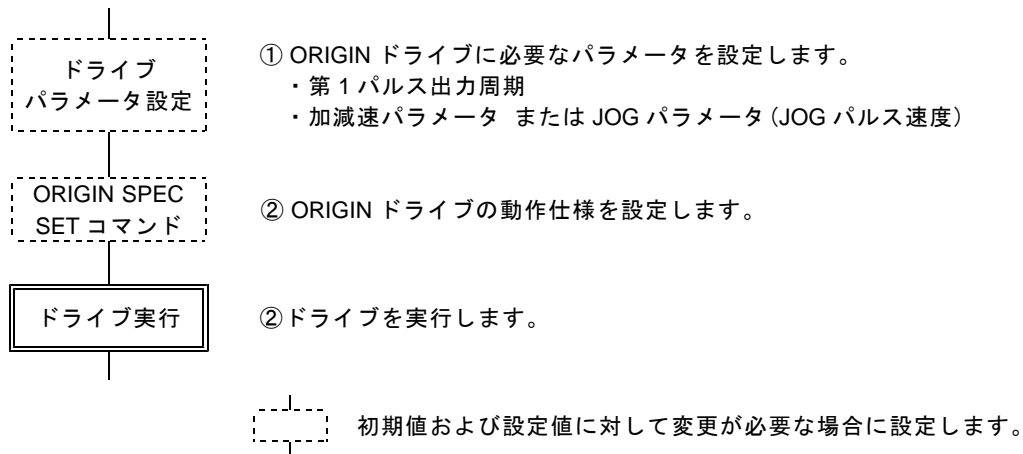 ドライブ
パラメータ設定
① ORIGIN ドライブに必要なパラメータを設定します。
・第 1 パルス出力周期
・加減速パラメータ または JOG パラメータ(JOG パルス速度)
ORIGIN SPEC
SET コマンド
② ORIGIN ドライブの動作仕様を設定します。
ドライブ実行
②ドライブを実行します。
初期値および設定値に対して変更が必要な場合に設定します。